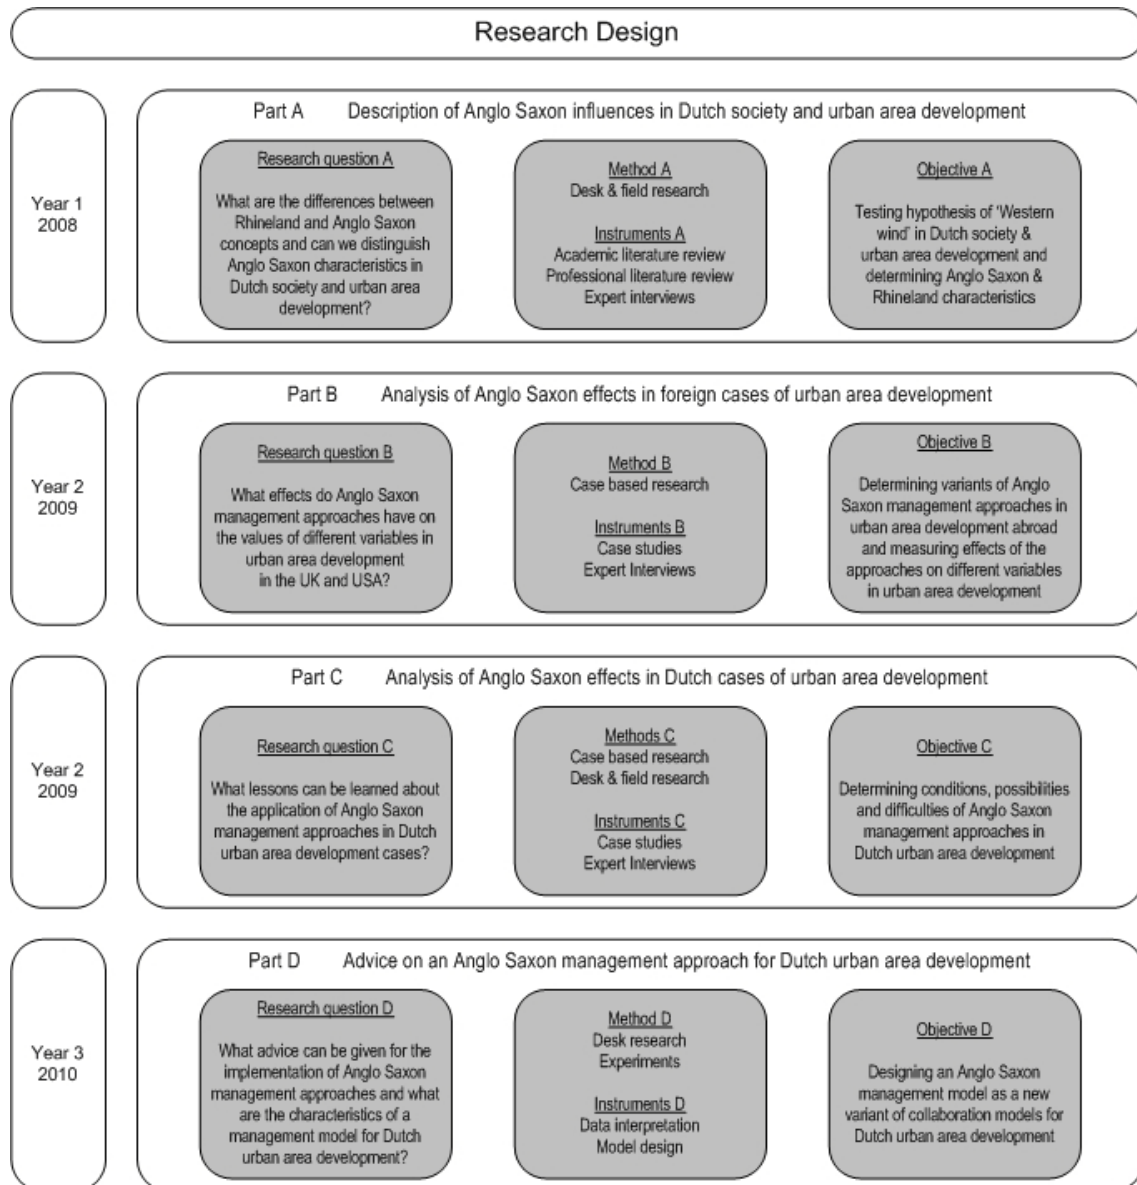 Research Design
Year 1
2008
Part A Description of Anglo Saxon influences in Dutch society and urban area development
Research question A
What are the differences between
Rhineland and Anglo Saxon
concepts and can we distinguish
Anglo Saxon characteristics in
Dutch society and urban area
development?
Method A
Desk & field research
Instruments A
Academic literature review
Professional literature review
Expert interviews
Objective A
Testing hypothesis of 'Western
wind' in Dutch society &
urban area development and
determining Anglo Saxon &
Rhineland characteristics
Year 2
2009
Part B Analysis of Anglo Saxon effects in foreign cases of urban area development
Research question B
What effects do Anglo Saxon
management approaches have on
the values of different variables in
urban area development
in the UK and USA?
Method B
Case based research
Instruments B
Case studies
Expert Interviews
Objective B
Determining variants of Anglo
Saxon management approaches in
urban area development abroad
and measuring effects of the
approaches on different variables
in urban area development
Year 2
2009
Part C Analysis of Anglo Saxon effects in Dutch cases of urban area development
Research question C
What lessons can be learned about
the application of Anglo Saxon
management approaches in Dutch
urban area development cases?
Methods C
Case based research
Desk & field research
Instruments C
Case studies
Expert Interviews
Objective C
Determining conditions, possibilities
and difficulties of Anglo Saxon
management approaches in
Dutch urban area development
Year 3
2010
Part D Advice on an Anglo Saxon management approach for Dutch urban area development
Research question D
What advice can be given for the
implementation of Anglo Saxon
management approaches and what
are the characteristics of a
management model for Dutch
urban area development?
Method D
Desk research
Experiments
Instruments D
Data interpretation
Model design
Objective D
Designing an Anglo Saxon
management model as a new
variant of collaboration models for
Dutch urban area development